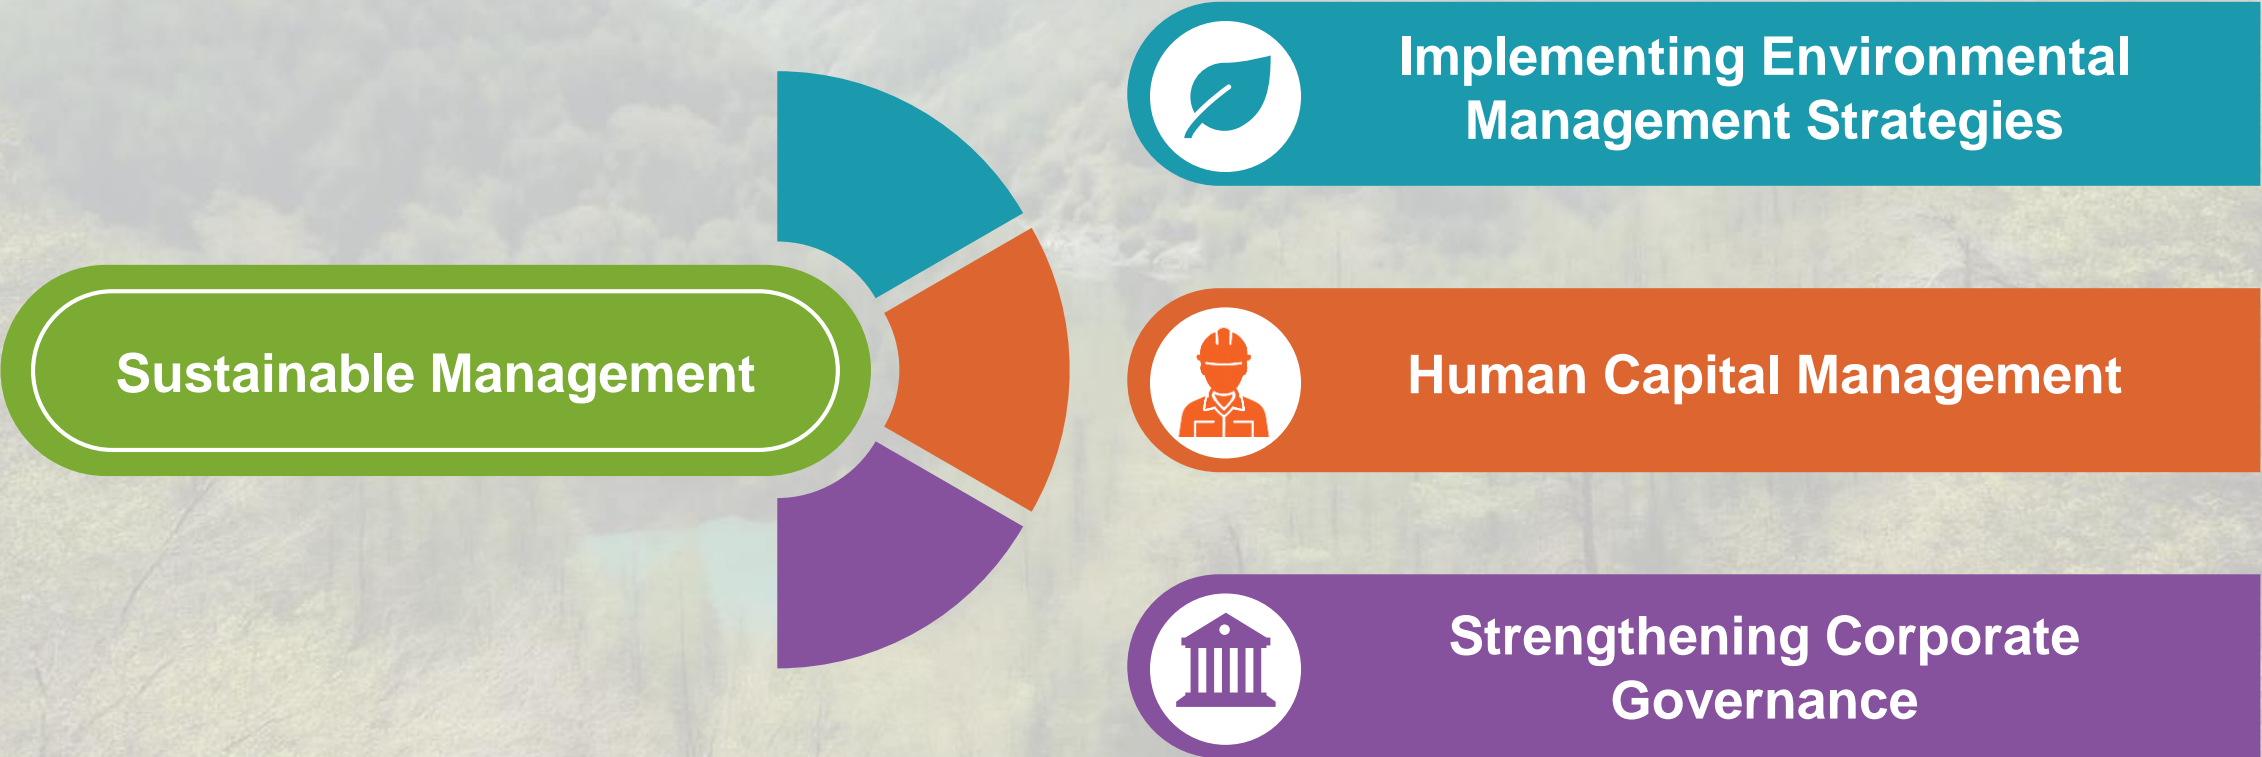 Implementing Environmental
Management Strategies
Sustainable Management
Human Capital Management
Strengthening Corporate
Governance